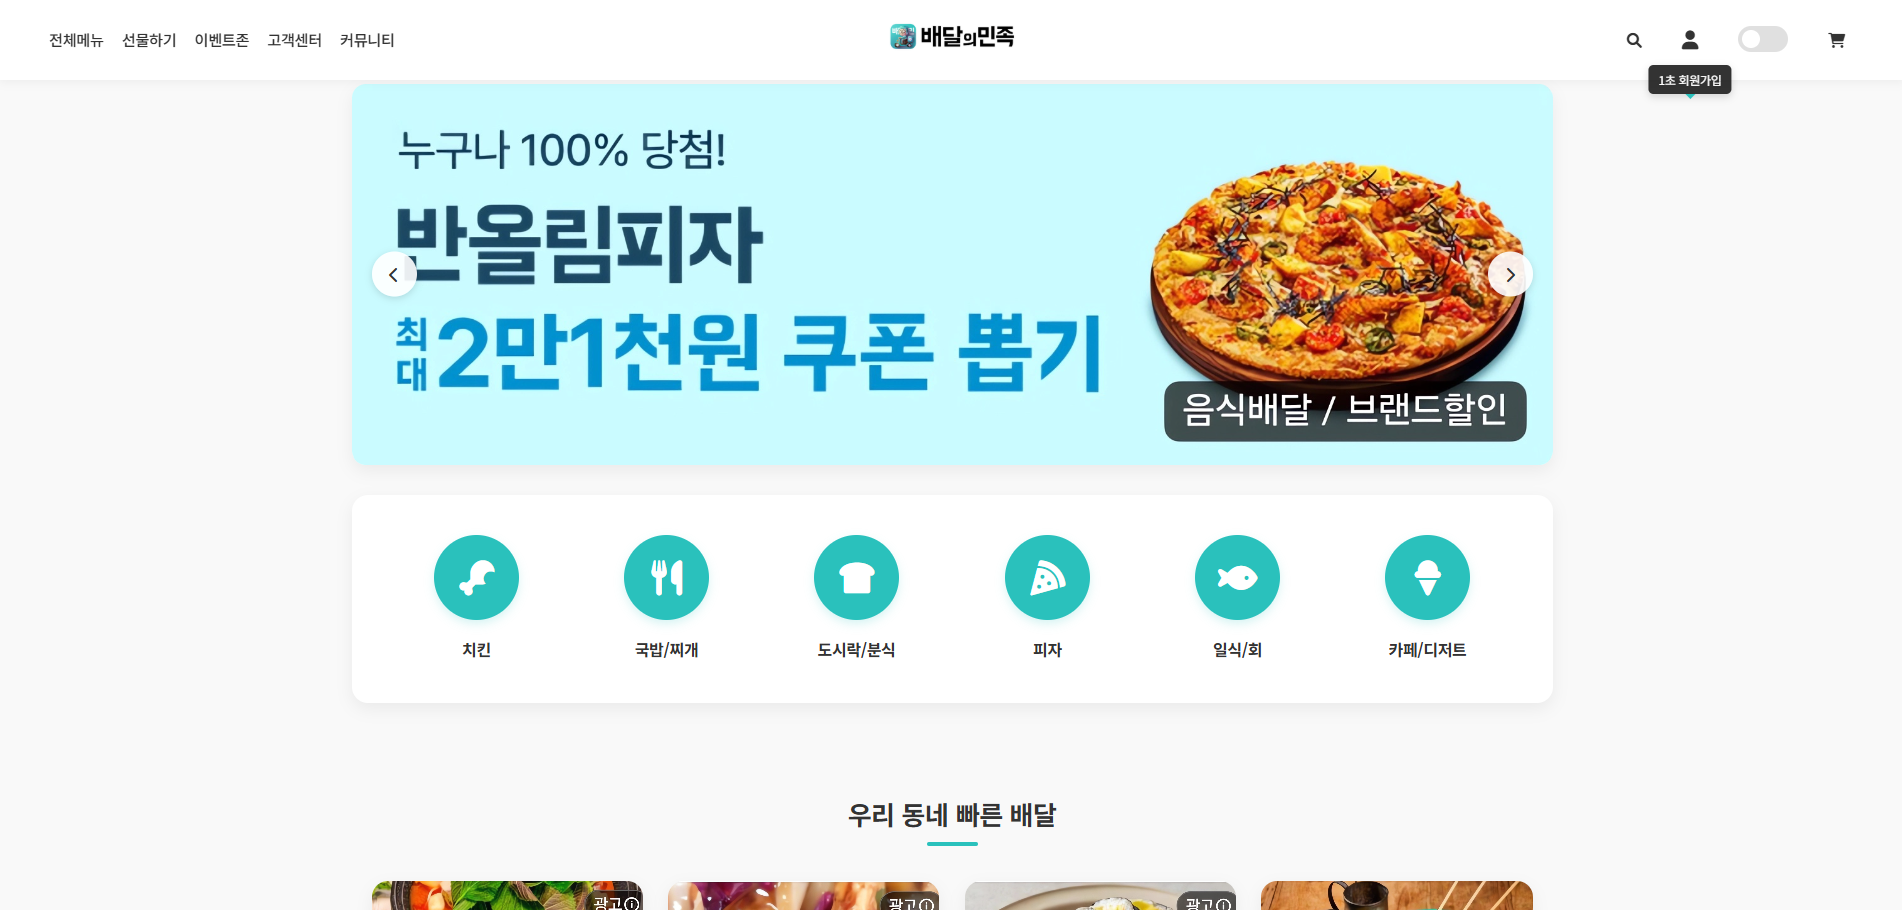 전체메뉴 선물하기 이벤트존 고객센터 커뮤니티
배달의민족
1초 회원가입
누구나 100% 당첨!
반올림피자
최대 2만1천원 쿠폰 뽑기
음식배달 / 브랜드할인
치킨
국밥/찌개
도시락/분식
피자
일식/회
카페/디저트
우리 동네 빠른 배달
광고
광고
광고